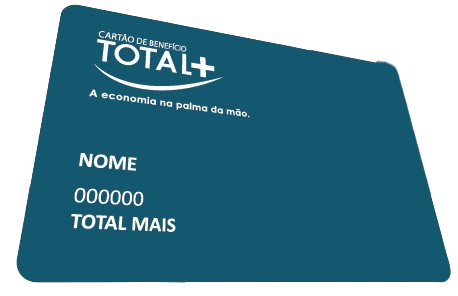 CARTÃO DE BENEFÍCIO
TOTAL+
A economia na palma da mão.
NOME
000000
TOTAL MAIS